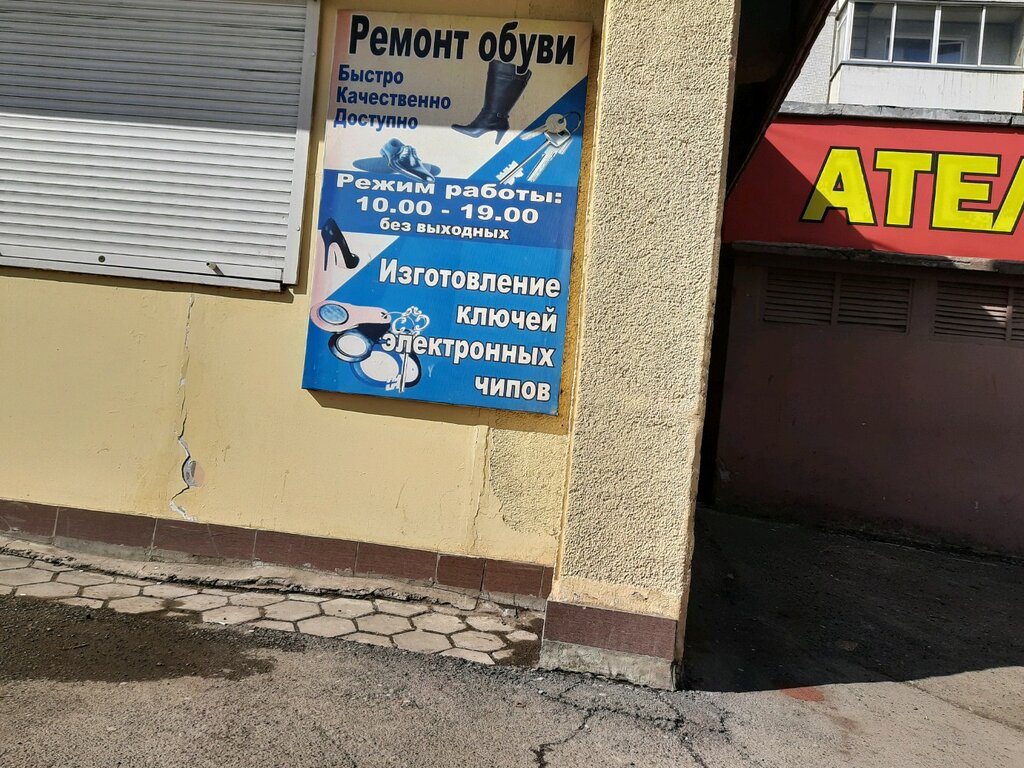 Ремонт обуви
Быстро
Качественно
Доступно
Режим работы:
10.00 - 19.00
без выходных
Изготовление
ключей
электронных
чипов
АТЕЛ